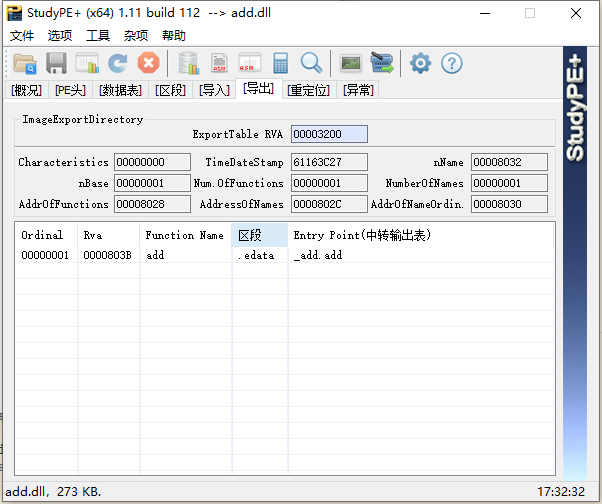 StudyPE+ (x64) 1.11 build 112 --> add.dll
文件 选项 工具 杂项 帮助
[概况] [PE头] [数据表] [区段] [导入] [导出] [重定位] [异常]
ImageExportDirectory
ExportTable RVA 00003200
Characteristics 00000000 TimeDateStamp 61163C27 nName 00008032
nBase 00000001 Num.OfFunctions 00000001 NumberOfNames 00000001
AddrOfFunctions 00008028 AddressOfNames 0000802C AddrOfNameOrdin. 00008030
Ordinal Rva Function Name 区段 Entry Point(中转输出表)
00000001 0000803B add .edata _add.add
StudyPE+
add.dll, 273 KB. 17:32:32